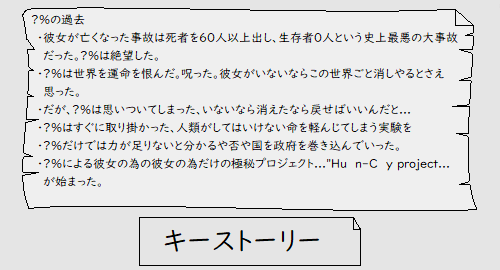 ?%の過去
・彼女が亡くなった事故は死者を60人以上出し、生存者0人という史上最悪の大事故
だった。?%は絶望した。
・?%は世界を運命を恨んだ。呪った。彼女がいないならこの世界ごと消しやるとさえ
思った。
・だが、?%は思いついてしまった、いないなら消えたなら戻せばいいんだと…
・?%はすぐに取り掛かった、人類がしてはいけない命を軽んじてしまう実験を
・?%だけでは力が足りないと分かるや否や国を政府を巻き込んでいった。
・?%による彼女の為の彼女の為だけの極秘プロジェクト…"Hu n-C y project…
が始まった。
キーストーリー